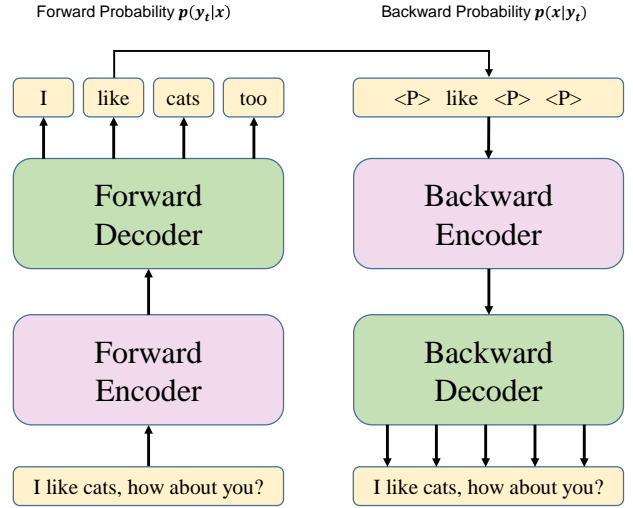 Forward Probability p(y_t|x)
Backward Probability p(x|y_t)
I like cats too
<P> like <P> <P>
Forward
Decoder
Backward
Encoder
Forward
Encoder
Backward
Decoder
I like cats, how about you?
I like cats, how about you?